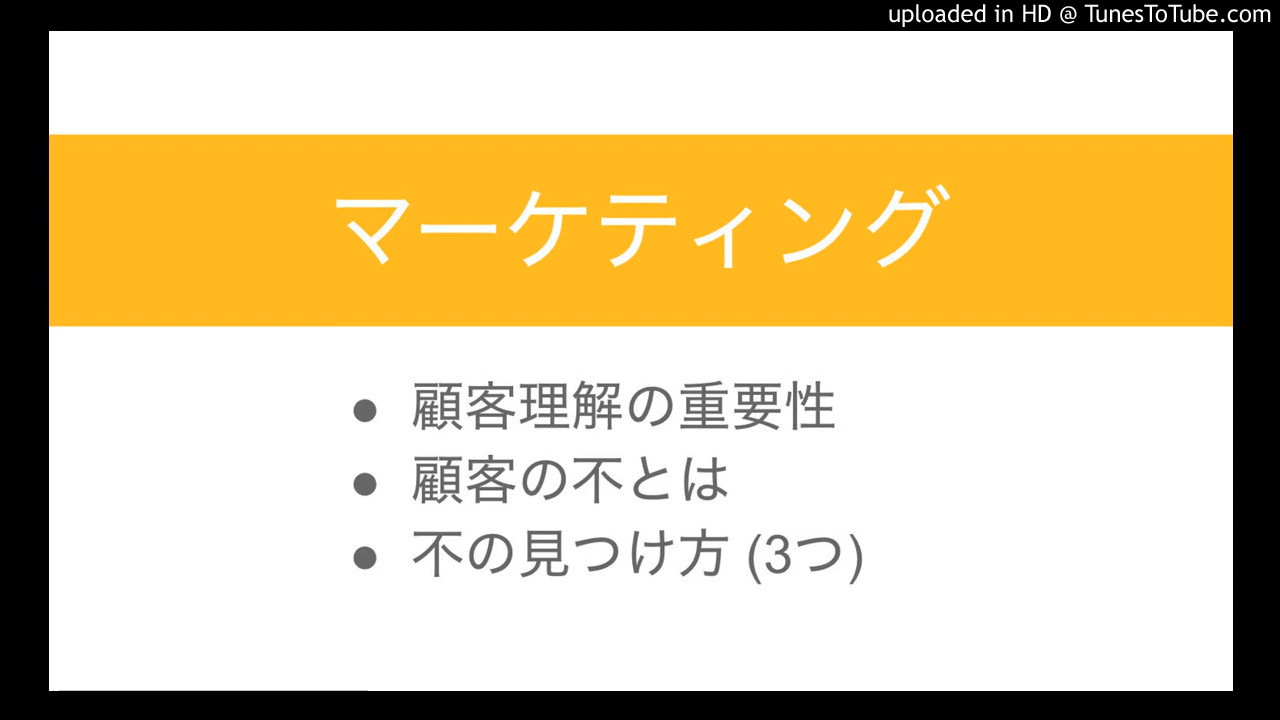 uploaded in HD @ TunesToTube.com
マーケティング
● 顧客理解の重要性
● 顧客の不とは
● 不の見つけ方 (3つ)